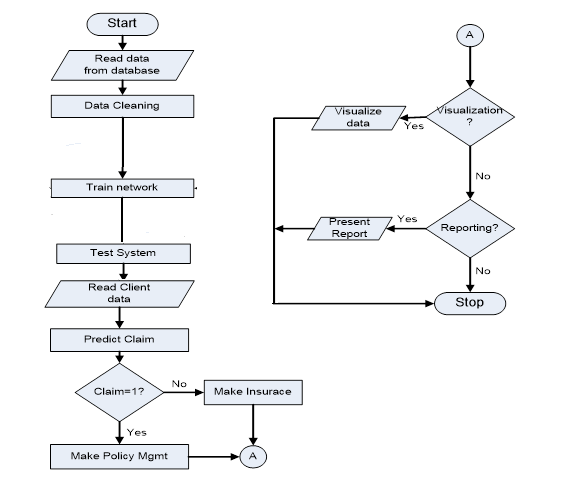 Start
Read data
from database
Data Cleaning
Train network
Test System
Read Client
data
Predict Claim
Claim=1?
No
Make Insurace
Yes
Make Policy Mgmt
A
A
Visualization
?
Yes
Visualize
data
No
Reporting?
Yes
Present
Report
No
Stop